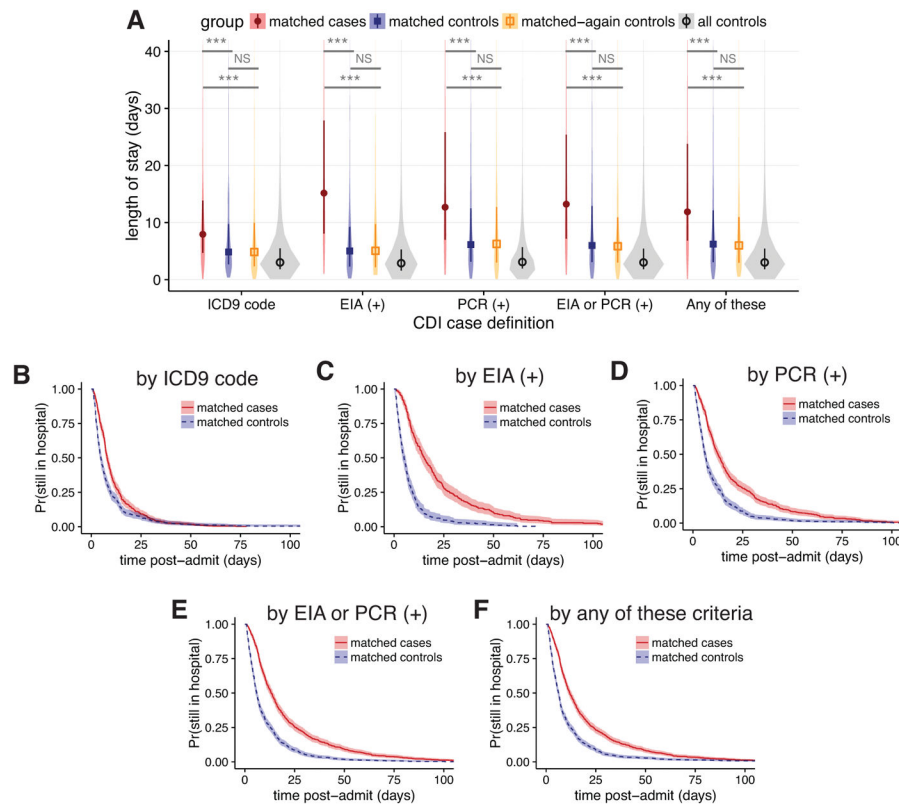 A
group matched cases matched controls matched−again controls all controls
*** *** *** *** ***
NS NS NS NS NS
*** *** *** *** ***
length of stay (days)
40
30
20
10
0
ICD9 code EIA (+) PCR (+) EIA or PCR (+) Any of these
CDI case definition
B by ICD9 code
matched cases
matched controls
Pr(still in hospital)
1.00
0.75
0.50
0.25
0.00
0 25 50 75 100
time post−admit (days)
C by EIA (+)
matched cases
matched controls
Pr(still in hospital)
1.00
0.75
0.50
0.25
0.00
0 25 50 75 100
time post−admit (days)
D by PCR (+)
matched cases
matched controls
Pr(still in hospital)
1.00
0.75
0.50
0.25
0.00
0 25 50 75 100
time post−admit (days)
E by EIA or PCR (+)
matched cases
matched controls
Pr(still in hospital)
1.00
0.75
0.50
0.25
0.00
0 25 50 75 100
time post−admit (days)
F by any of these criteria
matched cases
matched controls
Pr(still in hospital)
1.00
0.75
0.50
0.25
0.00
0 25 50 75 100
time post−admit (days)